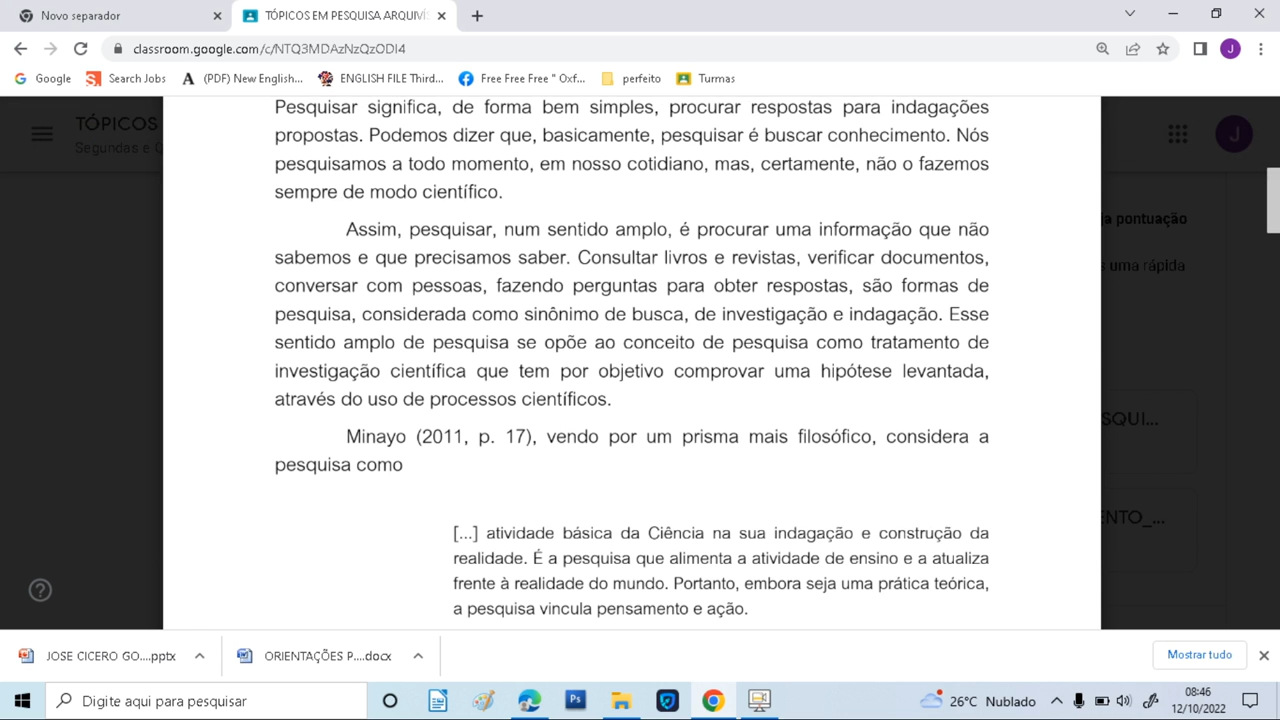 Novo separador
TÓPICOS EM PESQUISA ARQUIVÍS
classroom.google.com/c/NTQ3MDAzNzQzODI4
J
Google
Search Jobs
(PDF) New English...
ENGLISH FILE Third...
Free Free Free " Oxf...
perfeito
Turmas
TÓPICOS
Segundas e Q
J
Pesquisar significa, de forma bem simples, procurar respostas para indagações
propostas. Podemos dizer que, basicamente, pesquisar é buscar conhecimento. Nós
pesquisamos a todo momento, em nosso cotidiano, mas, certamente, não o fazemos
sempre de modo científico.
Assim, pesquisar, num sentido amplo, é procurar uma informação que não
sabemos e que precisamos saber. Consultar livros e revistas, verificar documentos,
conversar com pessoas, fazendo perguntas para obter respostas, são formas de
pesquisa, considerada como sinônimo de busca, de investigação e indagação. Esse
sentido amplo de pesquisa se opõe ao conceito de pesquisa como tratamento de
investigação científica que tem por objetivo comprovar uma hipótese levantada,
através do uso de processos científicos.
Minayo (2011, p. 17), vendo por um prisma mais filosófico, considera a
pesquisa como
[...] atividade básica da Ciência na sua indagação e construção da
realidade. É a pesquisa que alimenta a atividade de ensino e a atualiza
frente à realidade do mundo. Portanto, embora seja uma prática teórica,
a pesquisa vincula pensamento e ação.
ja pontuação
s uma rápida
ESQUI...
ENTO_...
JOSE CICERO GO....pptx
ORIENTAÇÕES P....docx
Mostrar tudo
Digite aqui para pesquisar
26°C Nublado
08:46
12/10/2022